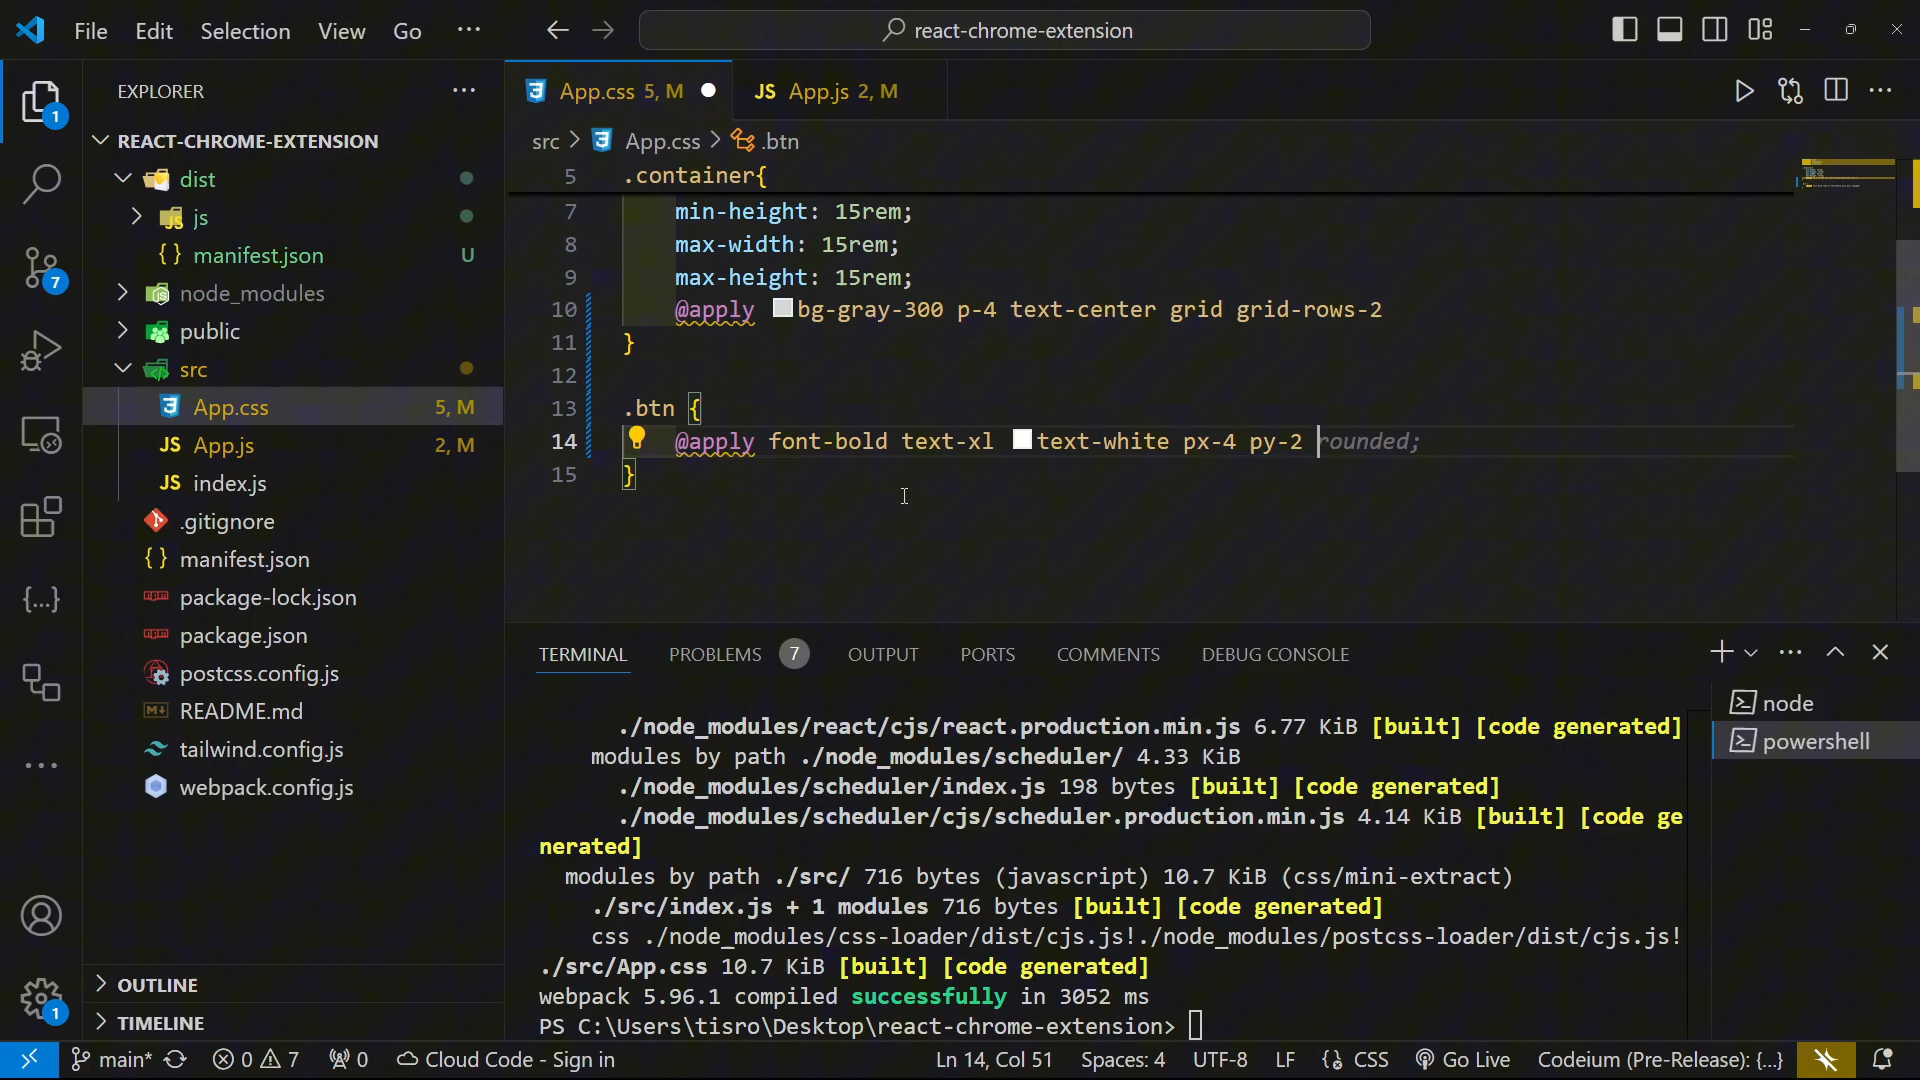 File Edit Selection View Go ···
react-chrome-extension
EXPLORER
REACT-CHROME-EXTENSION
dist
js
manifest.json U
node_modules
public
src
App.css 5, M
App.js 2, M
index.js
.gitignore
manifest.json
package-lock.json
package.json
postcss.config.js
README.md
tailwind.config.js
webpack.config.js
OUTLINE
TIMELINE
1
7
1
App.css 5, M
JS App.js 2, M
src > App.css > .btn
5 .container{
7 min-height: 15rem;
8 max-width: 15rem;
9 max-height: 15rem;
10 @apply bg-gray-300 p-4 text-center grid grid-rows-2
11 }
12
13 .btn {
14 @apply font-bold text-xl text-white px-4 py-2 rounded;
15 }
TERMINAL PROBLEMS 7 OUTPUT PORTS COMMENTS DEBUG CONSOLE
node
powershell
./node_modules/react/cjs/react.production.min.js 6.77 KiB [built] [code generated]
modules by path ./node_modules/scheduler/ 4.33 KiB
./node_modules/scheduler/index.js 198 bytes [built] [code generated]
./node_modules/scheduler/cjs/scheduler.production.min.js 4.14 KiB [built] [code ge
nerated]
modules by path ./src/ 716 bytes (javascript) 10.7 KiB (css/mini-extract)
./src/index.js + 1 modules 716 bytes [built] [code generated]
css ./node_modules/css-loader/dist/cjs.js!./node_modules/postcss-loader/dist/cjs.js!
./src/App.css 10.7 KiB [built] [code generated]
webpack 5.96.1 compiled successfully in 3052 ms
PS C:\Users\tisro\Desktop\react-chrome-extension>
main* 0 7 0 Cloud Code - Sign in Ln 14, Col 51 Spaces: 4 UTF-8 LF CSS Go Live Codeium (Pre-Release): {...}